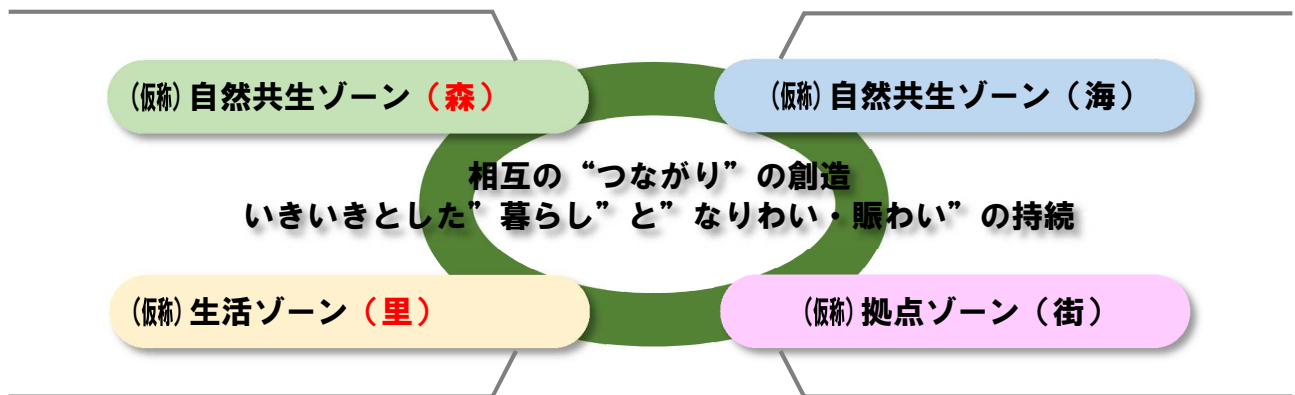 (仮称) 自然共生ゾーン（森）
(仮称) 自然共生ゾーン（海）
相互の“つながり”の創造
いきいきとした”暮らし”と”なりわい・賑わい”の持続
(仮称) 生活ゾーン（里）
(仮称) 拠点ゾーン（街）